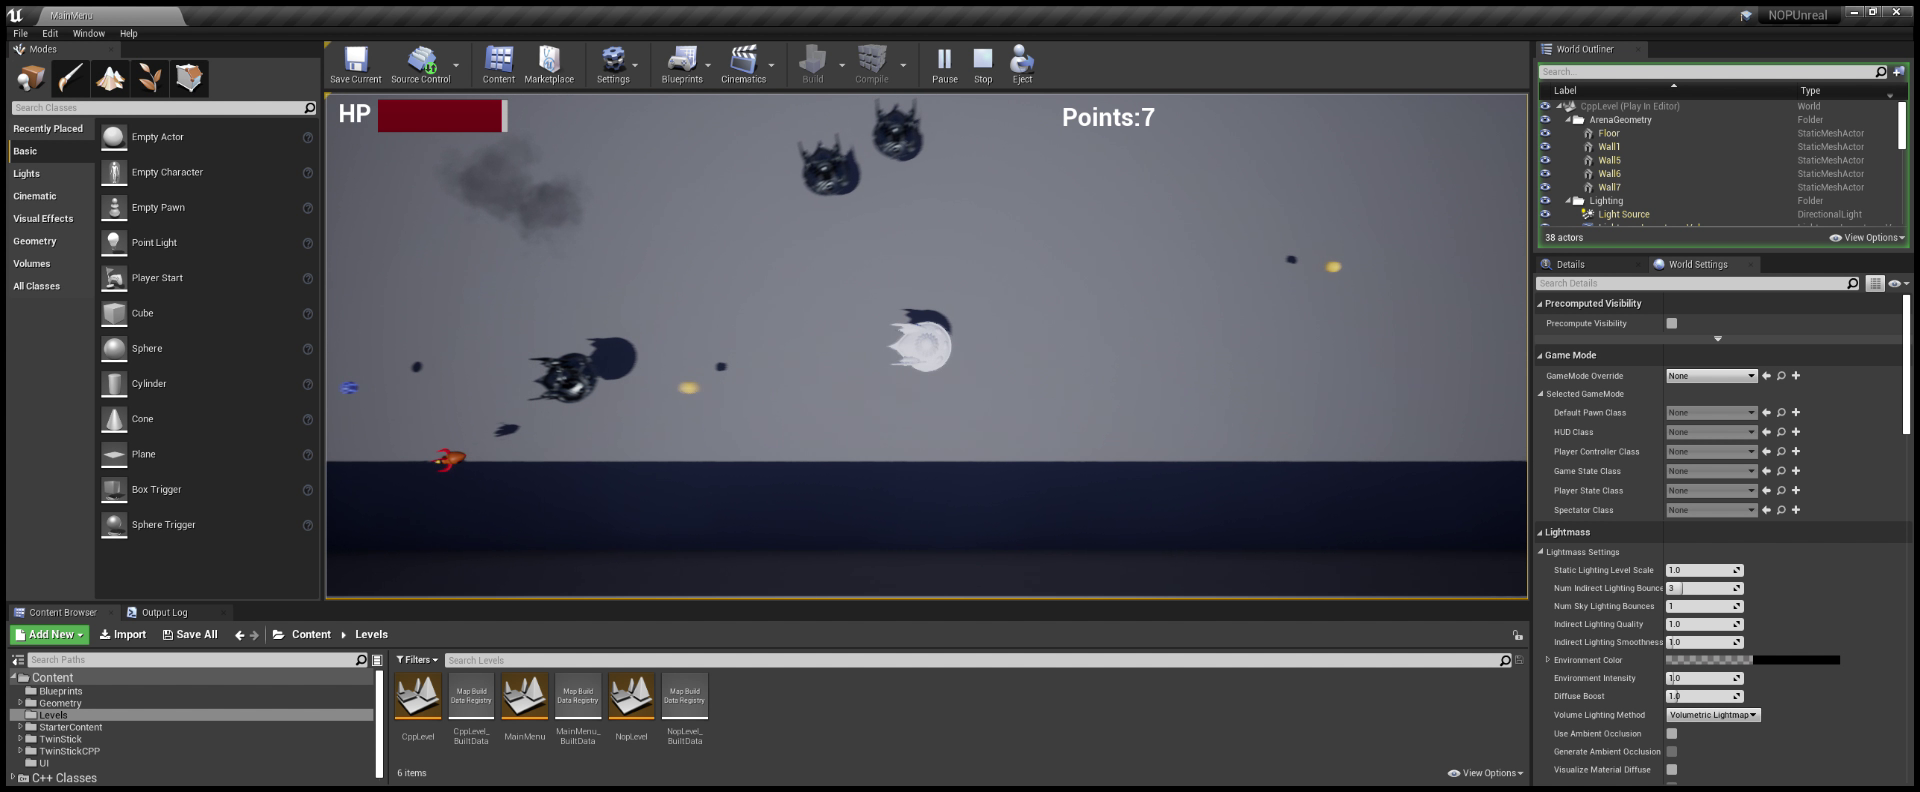 MainMenu
NOPUnreal
File Edit Window Help
Modes
Search Classes
Recently Placed
Basic
Lights
Cinematic
Visual Effects
Geometry
Volumes
All Classes
Empty Actor
Empty Character
Empty Pawn
Point Light
Player Start
Cube
Sphere
Cylinder
Cone
Plane
Box Trigger
Sphere Trigger
Save Current Source Control Content Marketplace Settings Blueprints Cinematics Build Compile Pause Stop Eject
HP
Points:7
World Outliner
Search...
Label Type
CppLevel (Play In Editor) World
ArenaGeometry Folder
Floor StaticMeshActor
Wall1 StaticMeshActor
Wall5 StaticMeshActor
Wall6 StaticMeshActor
Wall7 StaticMeshActor
Lighting Folder
Light Source DirectionalLight
38 actors View Options
Details World Settings
Search Details
Precomputed Visibility
Precompute Visibility
Game Mode
GameMode Override None
Selected GameMode
Default Pawn Class None
HUD Class None
Player Controller Class None
Game State Class None
Player State Class None
Spectator Class None
Lightmass
Lightmass Settings
Static Lighting Level Scale 1.0
Num Indirect Lighting Bounce 3
Num Sky Lighting Bounces 1
Indirect Lighting Quality 1.0
Indirect Lighting Smoothness 1.0
Environment Color
Environment Intensity 1.0
Diffuse Boost 1.0
Volume Lighting Method Volumetric Lightmap
Use Ambient Occlusion
Generate Ambient Occlusion
Visualize Material Diffuse
Content Browser Output Log
Add New Import Save All Content Levels
Search Paths
Content
Blueprints
Geometry
Levels
StarterContent
TwinStick
TwinStickCPP
UI
C++ Classes
Filters Search Levels
Map Build
Data Registry
Map Build
Data Registry
Map Build
Data Registry
CppLevel
CppLevel_
BuiltData
MainMenu
MainMenu_
BuiltData
NopLevel
NopLevel_
BuiltData
6 items View Options